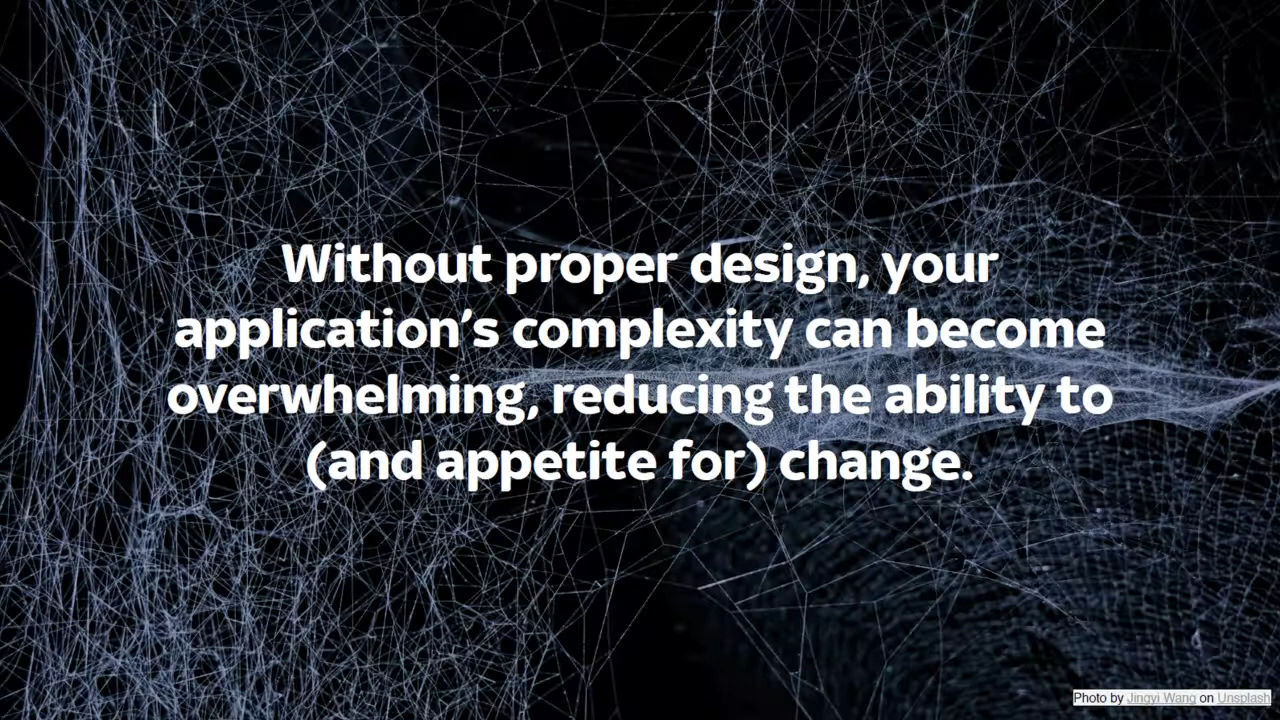 Without proper design, your
application’s complexity can become
overwhelming, reducing the ability to
(and appetite for) change.
Photo by Jingyi Wang on Unsplash